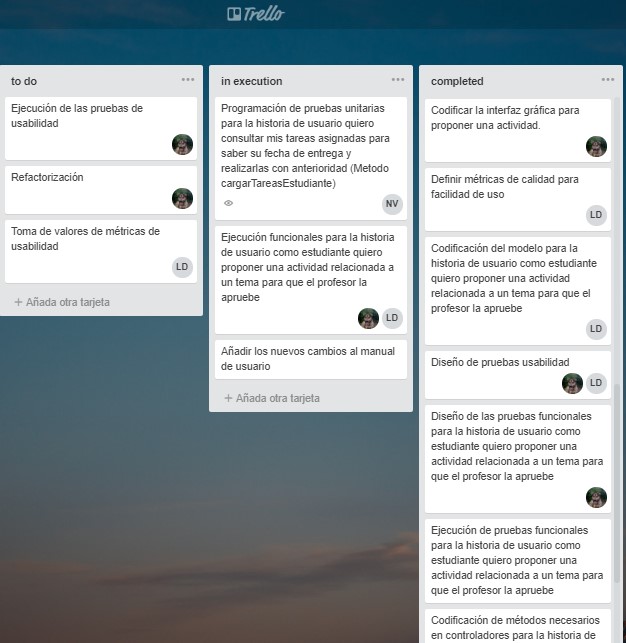 Trello
to do
Ejecución de las pruebas de
usabilidad
Refactorización
Toma de valores de métricas de
usabilidad
LD
+ Añada otra tarjeta
in execution
Programación de pruebas unitarias
para la historia de usuario quiero
consultar mis tareas asignadas para
saber su fecha de entrega y
realizarlas con anterioridad (Metodo
cargarTareasEstudiante)
NV
Ejecución funcionales para la historia
de usuario como estudiante quiero
proponer una actividad relacionada a
un tema para que el profesor la
apruebe
LD
Añadir los nuevos cambios al manual
de usuario
+ Añada otra tarjeta
completed
Codificar la interfaz gráfica para
proponer una actividad.
Definir métricas de calidad para
facilidad de uso
LD
Codificación del modelo para la
historia de usuario como estudiante
quiero proponer una actividad
relacionada a un tema para que el
profesor la apruebe
LD
Diseño de pruebas usabilidad
LD
Diseño de las pruebas funcionales
para la historia de usuario como
estudiante quiero proponer una
actividad relacionada a un tema para
que el profesor la apruebe
Ejecución de pruebas funcionales
para la historia de usuario como
estudiante quiero proponer una
actividad relacionada a un tema para
que el profesor la apruebe
Codificación de métodos necesarios
en controladores para la historia de